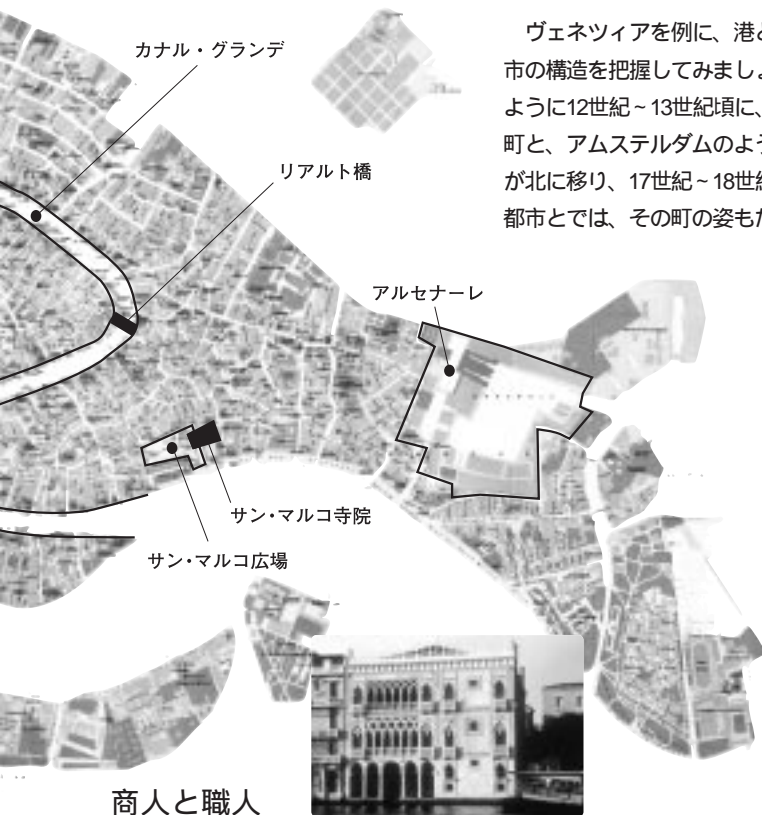 カナル・グランデ
リアルト橋
アルセナーレ
サン・マルコ寺院
サン・マルコ広場
ヴェネツィアを例に、港
市の構造を把握してみまし
ように12世紀~13世紀頃に、
町と、アムステルダムのよ
が北に移り、17世紀~18世
都市とでは、その町の姿も
商人と職人